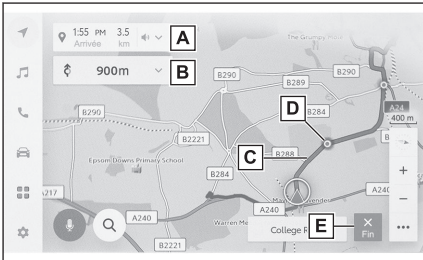 1:55 PM 3.5
Arrivée km
A
900m
B
The Grumpy Mole
B290
B289
B290
B290
B284
A24
400 m
D
B2221
C
B288
Epsom Downs Primary School
B284
A217
A240
A240
A240
Warren Me
College R
E
Fin
B2221